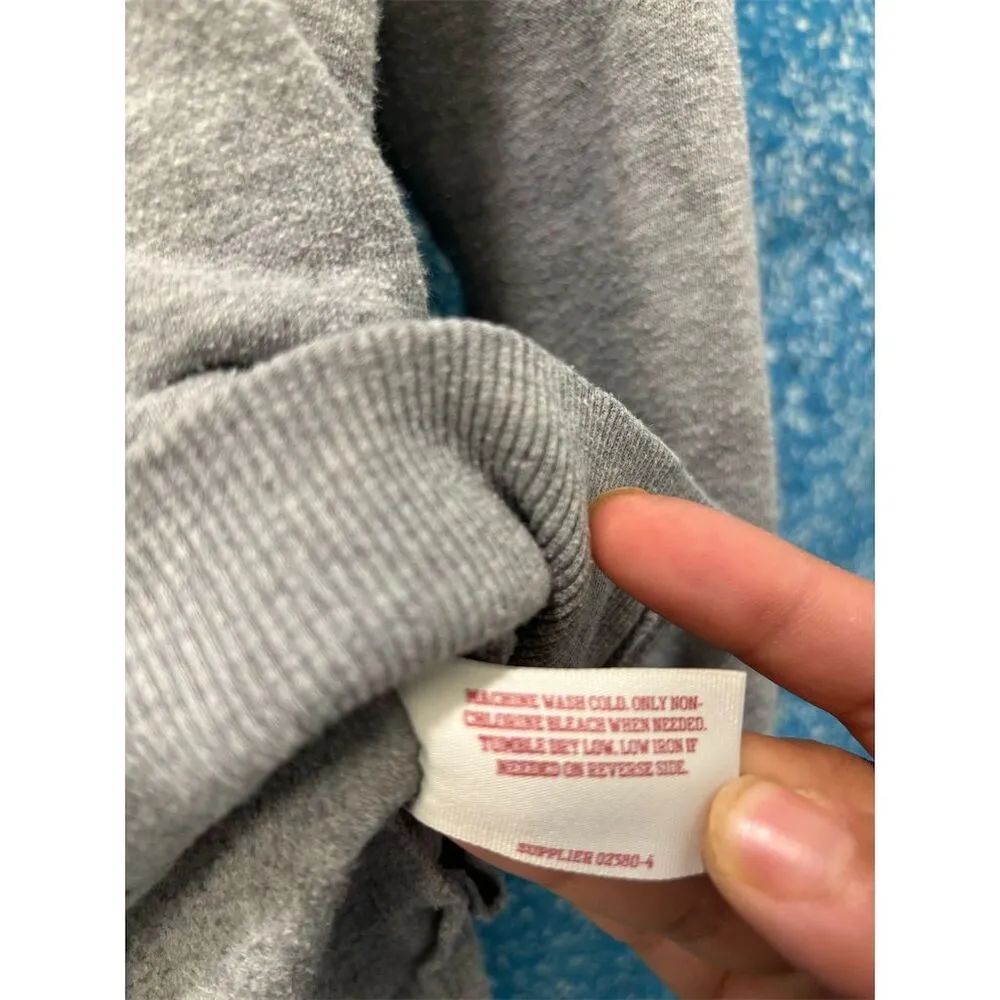 MACHINE WASH COLD. ONLY NON-
CHLORINE BLEACH WHEN NEEDED.
TUMBLE DRY LOW. LOW IRON IF
NEEDED ON REVERSE SIDE.
SUPPLIER 02380-4